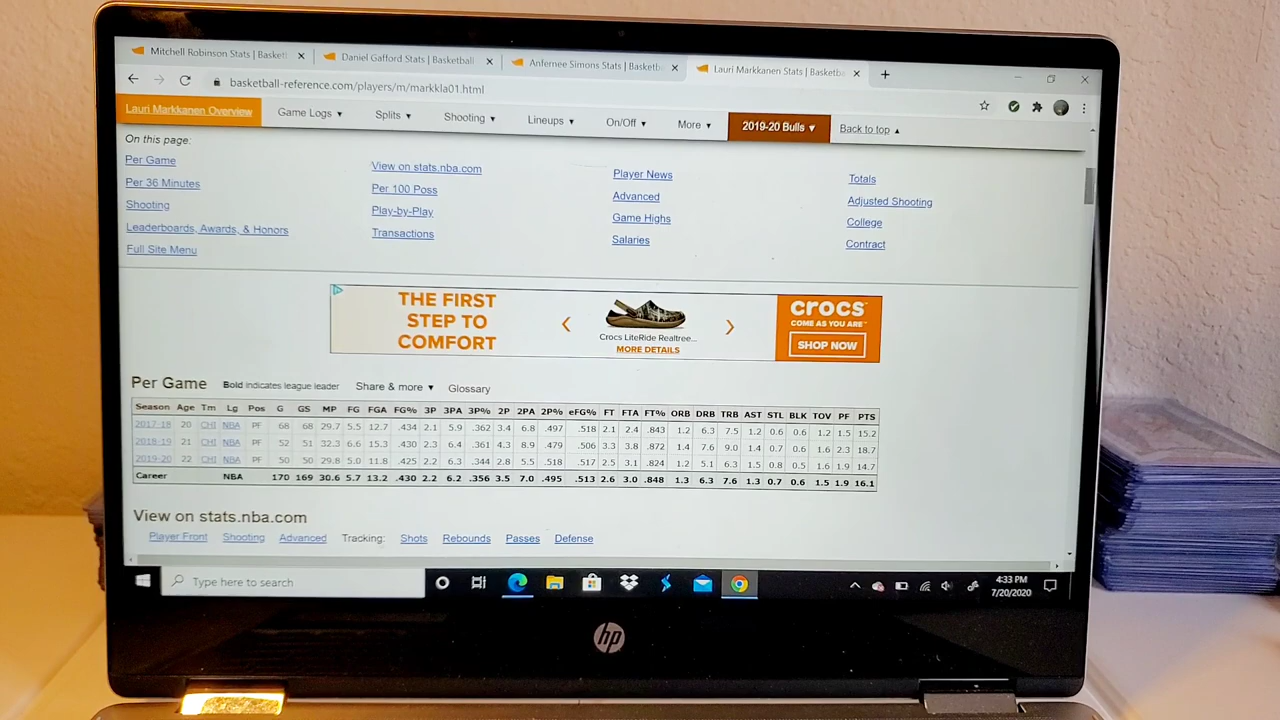 Mitchell Robinson Stats | Basket
Daniel Gafford Stats | Basketball
Anfernee Simons Stats | Basketba
Lauri Markkanen Stats | Basketba
basketball-reference.com/players/m/markkla01.html
Lauri Markkanen Overview Game Logs ▼ Splits ▼ Shooting ▼ Lineups ▼ On/Off ▼ More ▼ 2019-20 Bulls ▼ Back to top ▲
On this page:
Per Game View on stats.nba.com Player News Totals
Per 36 Minutes Per 100 Poss Advanced Adjusted Shooting
Shooting Play-by-Play Game Highs College
Leaderboards, Awards, & Honors Transactions Salaries Contract
Full Site Menu
THE FIRST
STEP TO
COMFORT
Crocs LiteRide Realtree...
MORE DETAILS
crocs™
COME AS YOU ARE™
SHOP NOW
Per Game Bold indicates league leader Share & more ▼ Glossary
Season Age Tm Lg Pos G GS MP FG FGA FG% 3P 3PA 3P% 2P 2PA 2P% eFG% FT FTA FT% ORB DRB TRB AST STL BLK TOV PF PTS
2017-18 20 CHI NBA PF 68 68 29.7 5.5 12.7 .434 2.1 5.9 .362 3.4 6.8 .497 .518 2.1 2.4 .843 1.2 6.3 7.5 1.2 0.6 0.6 1.2 1.5 15.2
2018-19 21 CHI NBA PF 52 51 32.3 6.6 15.3 .430 2.3 6.4 .361 4.3 8.9 .479 .506 3.3 3.8 .872 1.4 7.6 9.0 1.4 0.7 0.6 1.6 2.3 18.7
2019-20 22 CHI NBA PF 50 50 29.8 5.0 11.8 .425 2.2 6.3 .344 2.8 5.5 .518 .517 2.5 3.1 .824 1.2 5.1 6.3 1.5 0.8 0.5 1.6 1.9 14.7
Career NBA 170 169 30.6 5.7 13.2 .430 2.2 6.2 .356 3.5 7.0 .495 .513 2.6 3.0 .848 1.3 6.3 7.6 1.3 0.7 0.6 1.5 1.9 16.1
View on stats.nba.com
Player Front Shooting Advanced Tracking: Shots Rebounds Passes Defense
Type here to search
4:33 PM
7/20/2020
hp